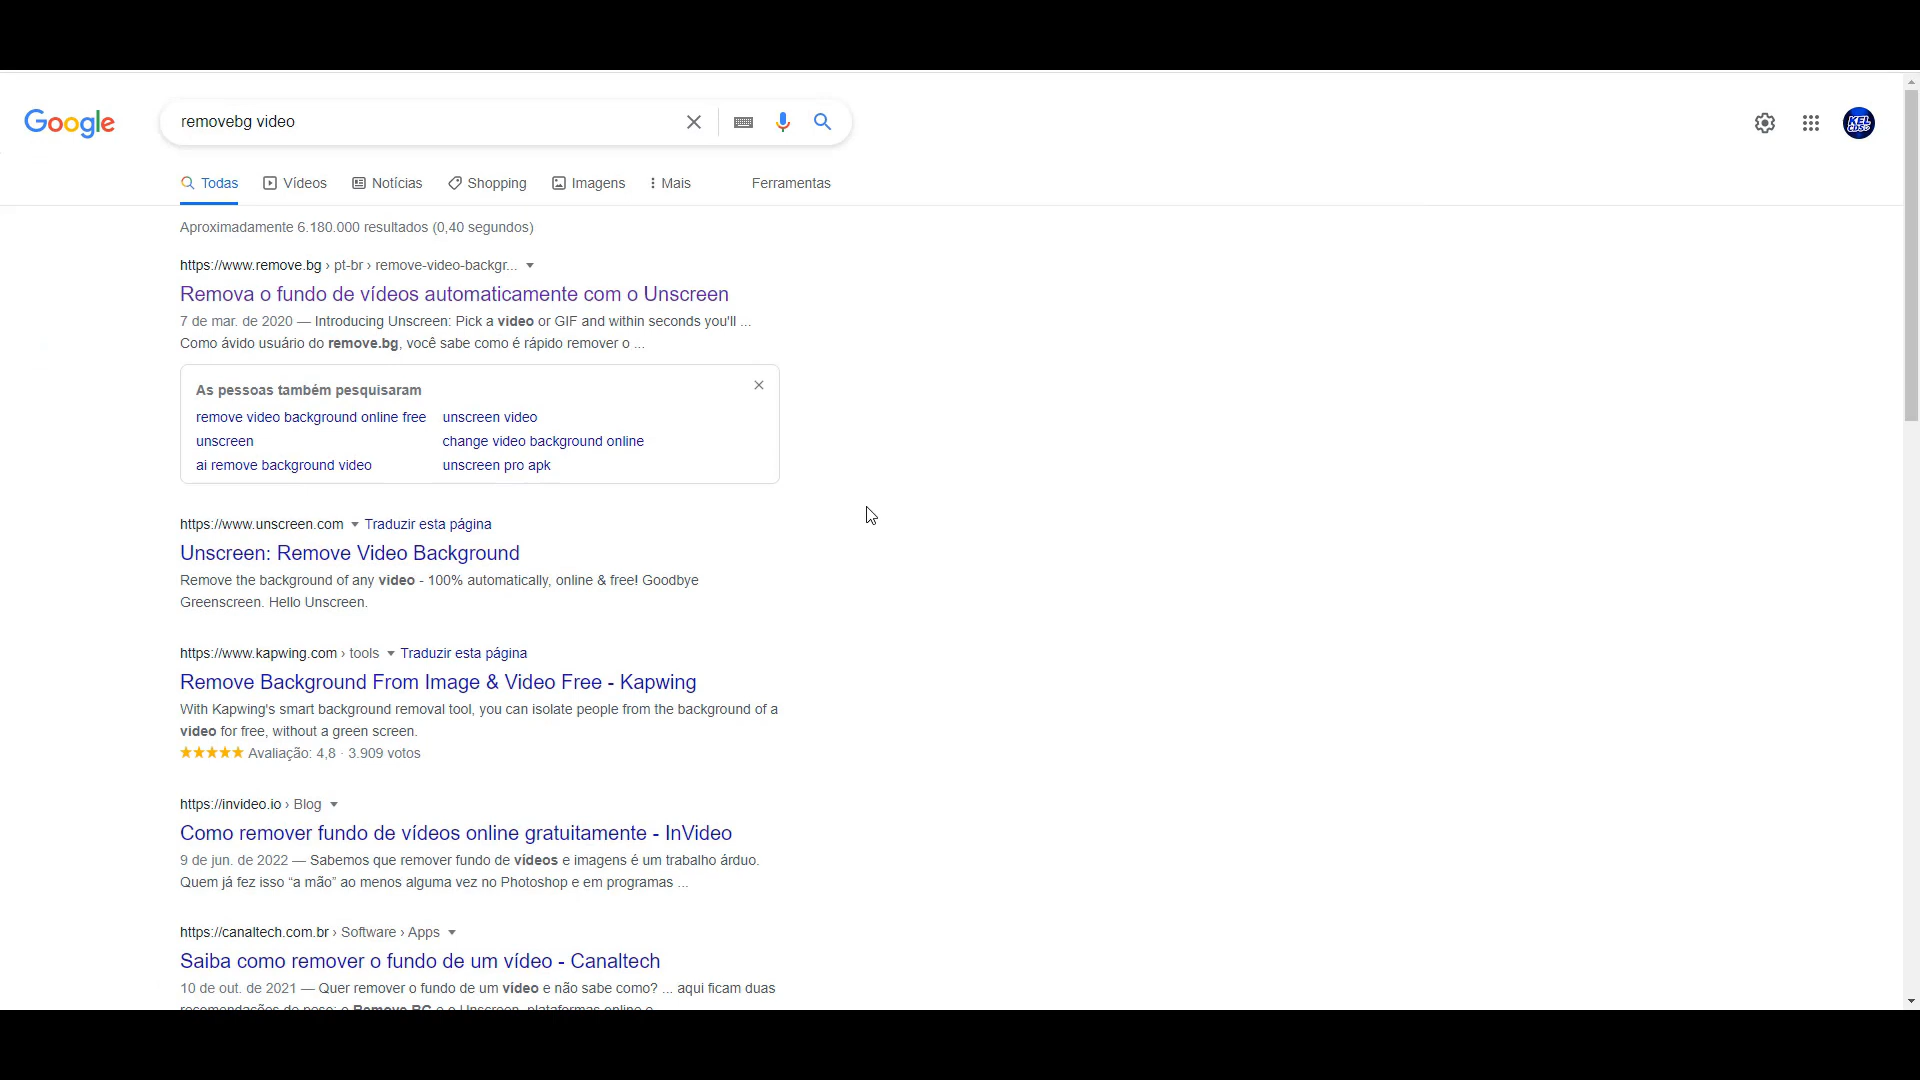 Google
removebg video
KEL
Todas Vídeos Notícias Shopping Imagens Mais Ferramentas
Aproximadamente 6.180.000 resultados (0,40 segundos)
https://www.remove.bg › pt-br › remove-video-backgr...
Remova o fundo de vídeos automaticamente com o Unscreen
7 de mar. de 2020 — Introducing Unscreen: Pick a video or GIF and within seconds you'll ...
Como ávido usuário do remove.bg, você sabe como é rápido remover o ...
As pessoas também pesquisaram
remove video background online free unscreen video
unscreen change video background online
ai remove background video unscreen pro apk
https://www.unscreen.com Traduzir esta página
Unscreen: Remove Video Background
Remove the background of any video - 100% automatically, online & free! Goodbye
Greenscreen. Hello Unscreen.
https://www.kapwing.com › tools Traduzir esta página
Remove Background From Image & Video Free - Kapwing
With Kapwing's smart background removal tool, you can isolate people from the background of a
video for free, without a green screen.
Avaliação: 4,8 · 3.909 votos
https://invideo.io › Blog
Como remover fundo de vídeos online gratuitamente - InVideo
9 de jun. de 2022 — Sabemos que remover fundo de vídeos e imagens é um trabalho árduo.
Quem já fez isso “a mão” ao menos alguma vez no Photoshop e em programas ...
https://canaltech.com.br › Software › Apps
Saiba como remover o fundo de um vídeo - Canaltech
10 de out. de 2021 — Quer remover o fundo de um vídeo e não sabe como? ... aqui ficam duas
recomendações de peso: o Remove BG e o Unscreen, plataformas online e